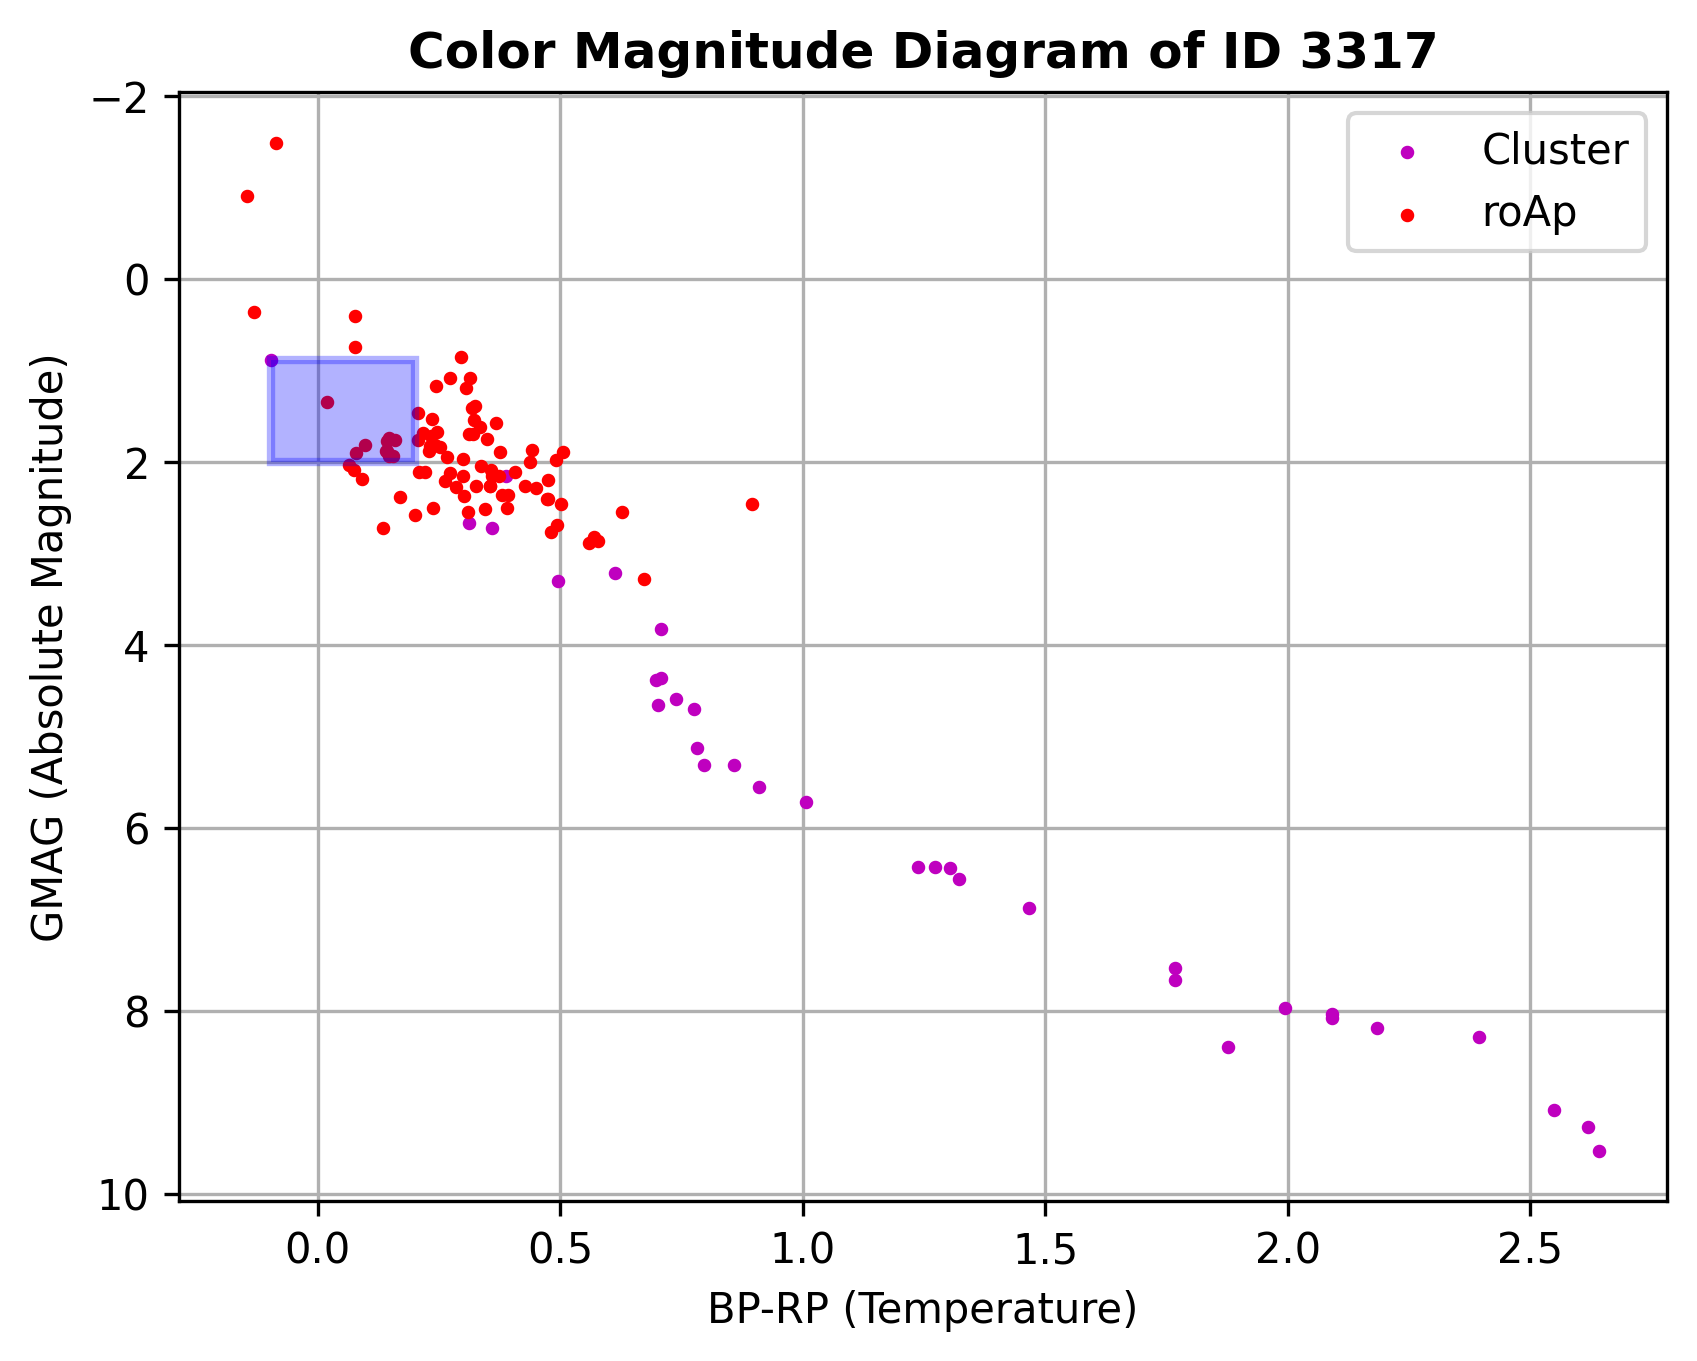 Color Magnitude Diagram of ID 3317
−2
0
2
4
6
8
10
GMAG (Absolute Magnitude)
Cluster
roAp
0.0 0.5 1.0 1.5 2.0 2.5
BP-RP (Temperature)